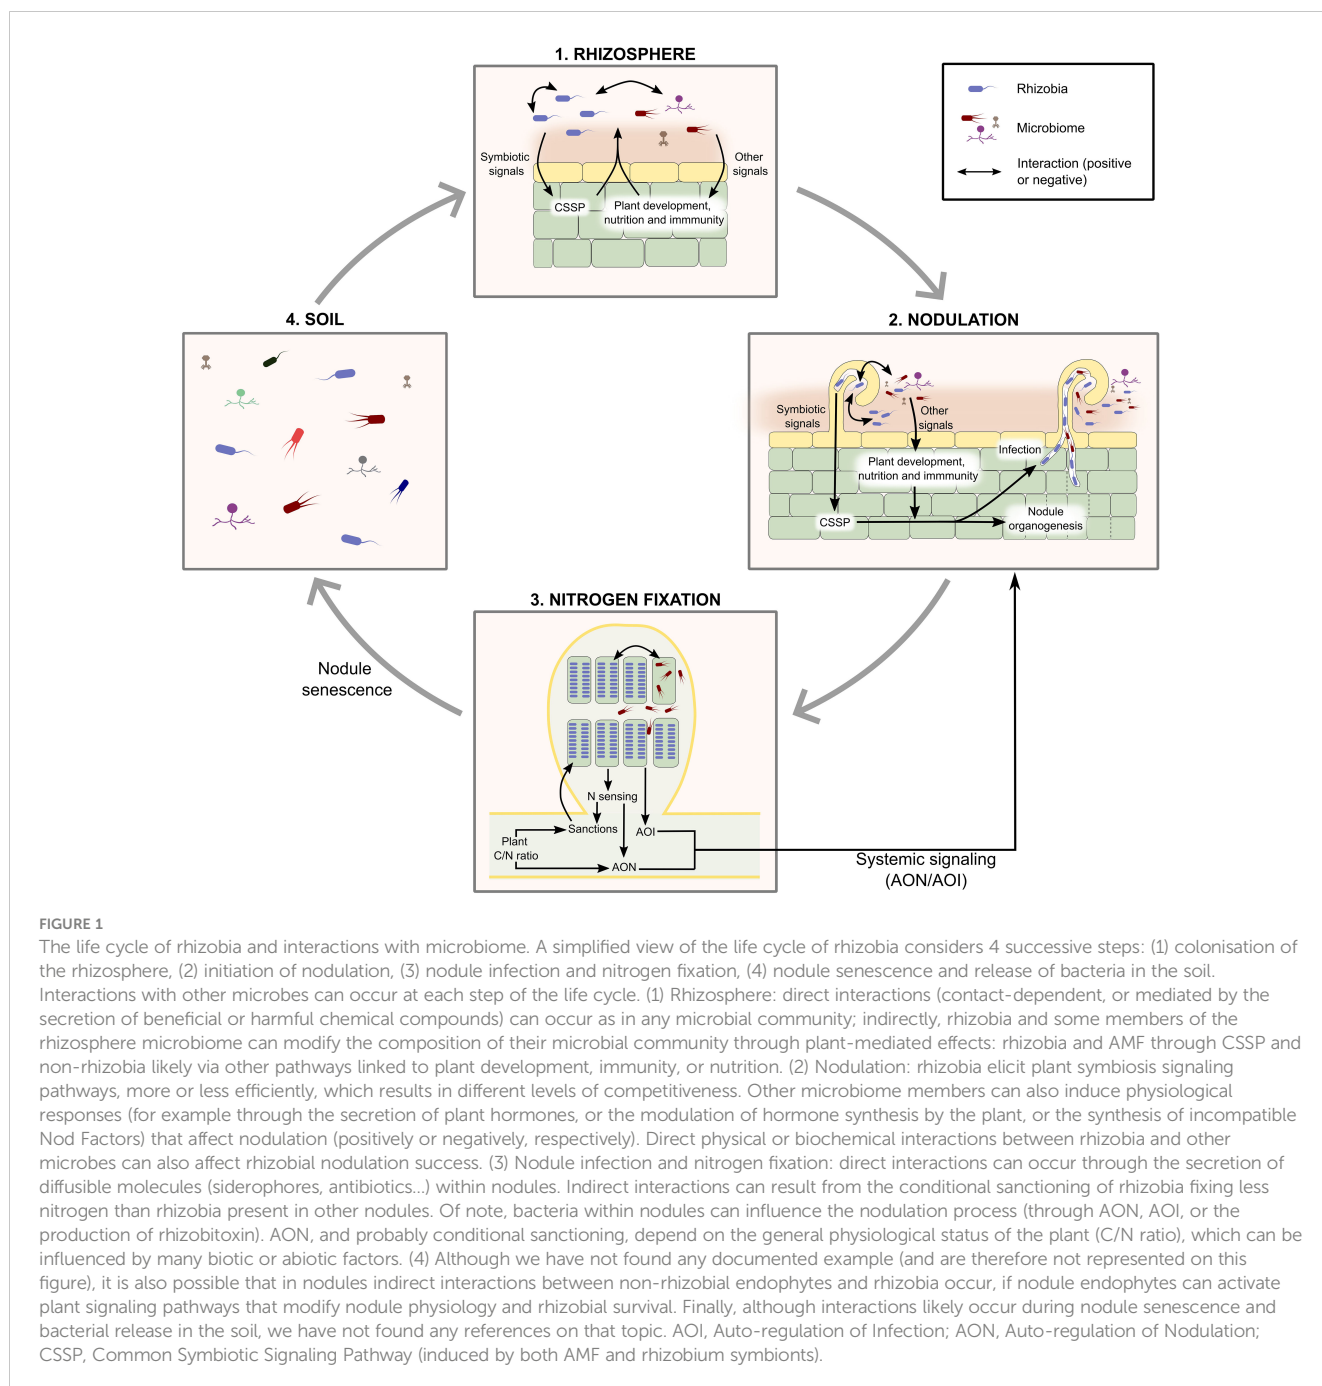 1. RHIZOSPHERE
Symbiotic
signals
Other
signals
CSSP
Plant development,
nutrition and immmunity
Rhizobia
Microbiome
Interaction (positive
or negative)
4. SOIL
2. NODULATION
Symbiotic
signals
Other
signals
Infection
Plant development,
nutrition and immmunity
CSSP
Nodule
organogenesis
3. NITROGEN FIXATION
Nodule
senescence
N sensing
Sanctions
AOI
Plant
C/N ratio
AON
Systemic signaling
(AON/AOI)
FIGURE 1
The life cycle of rhizobia and interactions with microbiome. A simplified view of the life cycle of rhizobia considers 4 successive steps: (1) colonisation of
the rhizosphere, (2) initiation of nodulation, (3) nodule infection and nitrogen fixation, (4) nodule senescence and release of bacteria in the soil.
Interactions with other microbes can occur at each step of the life cycle. (1) Rhizosphere: direct interactions (contact-dependent, or mediated by the
secretion of beneficial or harmful chemical compounds) can occur as in any microbial community; indirectly, rhizobia and some members of the
rhizosphere microbiome can modify the composition of their microbial community through plant-mediated effects: rhizobia and AMF through CSSP and
non-rhizobia likely via other pathways linked to plant development, immunity, or nutrition. (2) Nodulation: rhizobia elicit plant symbiosis signaling
pathways, more or less efficiently, which results in different levels of competitiveness. Other microbiome members can also induce physiological
responses (for example through the secretion of plant hormones, or the modulation of hormone synthesis by the plant, or the synthesis of incompatible
Nod Factors) that affect nodulation (positively or negatively, respectively). Direct physical or biochemical interactions between rhizobia and other
microbes can also affect rhizobial nodulation success. (3) Nodule infection and nitrogen fixation: direct interactions can occur through the secretion of
diffusible molecules (siderophores, antibiotics...) within nodules. Indirect interactions can result from the conditional sanctioning of rhizobia fixing less
nitrogen than rhizobia present in other nodules. Of note, bacteria within nodules can influence the nodulation process (through AON, AOI, or the
production of rhizobitoxin). AON, and probably conditional sanctioning, depend on the general physiological status of the plant (C/N ratio), which can be
influenced by many biotic or abiotic factors. (4) Although we have not found any documented example (and are therefore not represented on this
figure), it is also possible that in nodules indirect interactions between non-rhizobial endophytes and rhizobia occur, if nodule endophytes can activate
plant signaling pathways that modify nodule physiology and rhizobial survival. Finally, although interactions likely occur during nodule senescence and
bacterial release in the soil, we have not found any references on that topic. AOI, Auto-regulation of Infection; AON, Auto-regulation of Nodulation;
CSSP, Common Symbiotic Signaling Pathway (induced by both AMF and rhizobium symbionts).